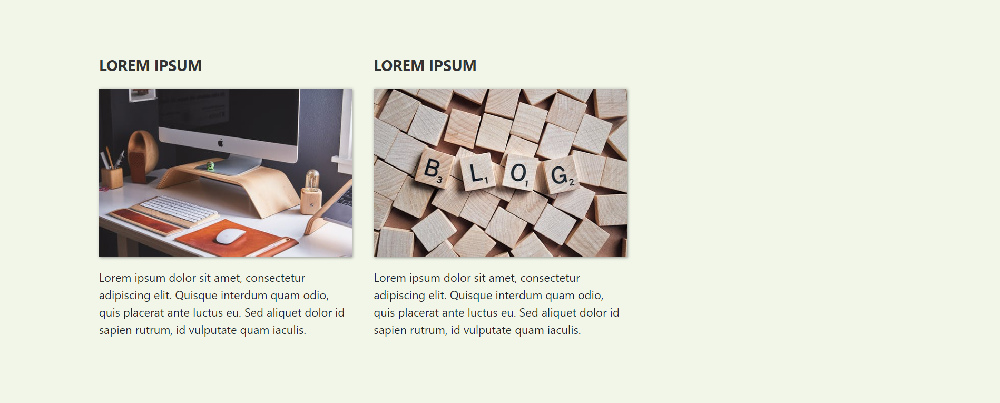 LOREM IPSUM
Lorem ipsum dolor sit amet, consectetur
adipiscing elit. Quisque interdum quam odio,
quis placerat ante luctus eu. Sed aliquet dolor id
sapien rutrum, id vulputate quam iaculis.
LOREM IPSUM
B3 L1 O1 G2
Lorem ipsum dolor sit amet, consectetur
adipiscing elit. Quisque interdum quam odio,
quis placerat ante luctus eu. Sed aliquet dolor id
sapien rutrum, id vulputate quam iaculis.